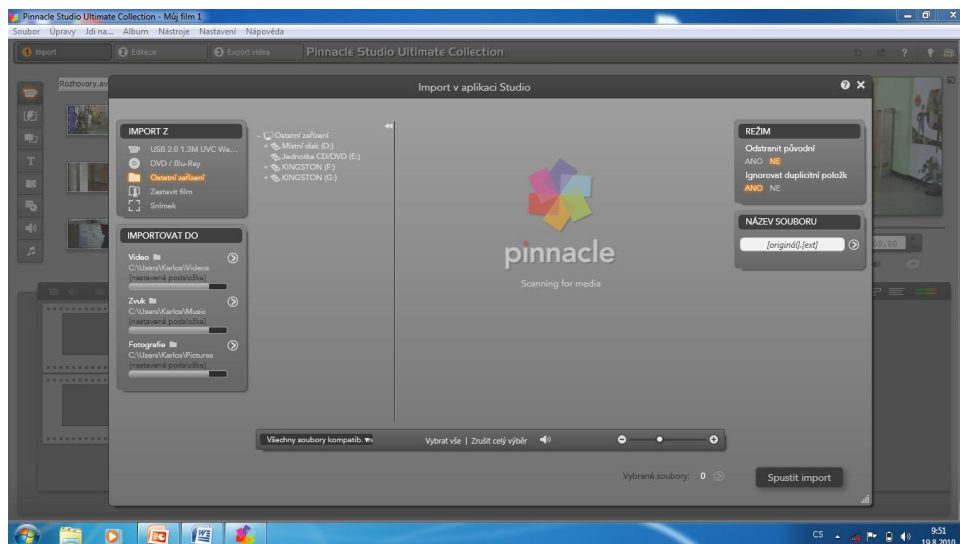 Pinnacle Studio Ultimate Collection - Můj film 1
Soubor Úpravy Jdi na... Album Nástroje Nastavení Nápověda
1 Import 2 Editace 3 Export videa Pinnacle Studio Ultimate Collection
Rozhovory.av
Import v aplikaci Studio
IMPORT Z
USB 2.0 1.3M UVC We...
DVD / Blu-Ray
Ostatní zařízení
Zastavit film
Snímek
IMPORTOVAT DO
Video
C:\Users\Karlos\Videos
[nastavená podsložka]
Zvuk
C:\Users\Karlos\Music
[nastavená podsložka]
Fotografie
C:\Users\Karlos\Pictures
[nastavená podsložka]
Ostatní zařízení
Místní disk (D:)
Jednotka CD/DVD (E:)
KINGSTON (F:)
KINGSTON (G:)
pinnacle
Scanning for media
REŽIM
Odstranit původní
ANO NE
Ignorovat duplicitní položk
ANO NE
NÁZEV SOUBORU
[originál].[ext]
Všechny soubory kompatib.
Vybrat vše | Zrušit celý výběr
Vybrané soubory: 0
Spustit import
CS
9:51
19.8.2010